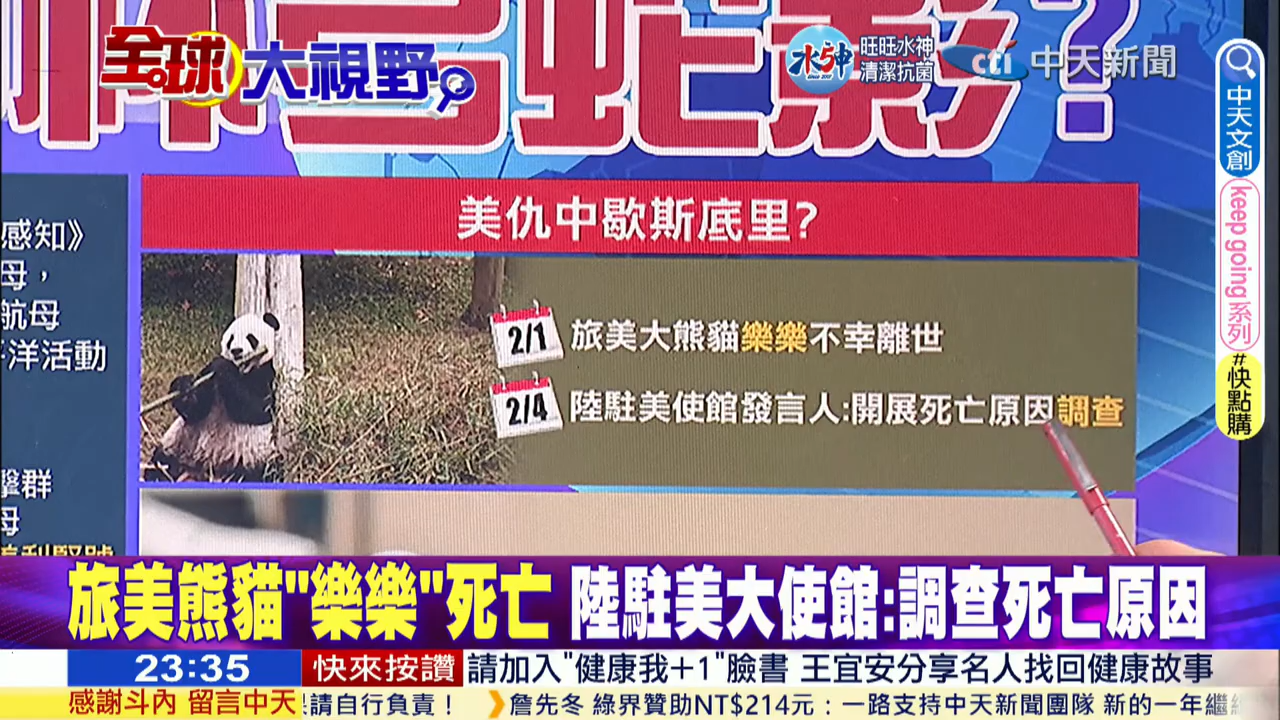 全球大視野
水神
Since 2017
旺旺水神
清潔抗菌
cti 中天新聞
中天文創
keep going系列
#快點購
感知》
母，
航母
洋活動
擊群
母
美仇中歇斯底里?
2/1 旅美大熊貓樂樂不幸離世
2/4 陸駐美使館發言人:開展死亡原因調查
旅美熊貓"樂樂"死亡 陸駐美大使館:調查死亡原因
23:35 快來按讚 請加入"健康我+1"臉書 王宜安分享名人找回健康故事
感謝斗內 留言中天 請自行負責！ 》詹先冬 綠界贊助NT$214元：一路支持中天新聞團隊 新的一年繼